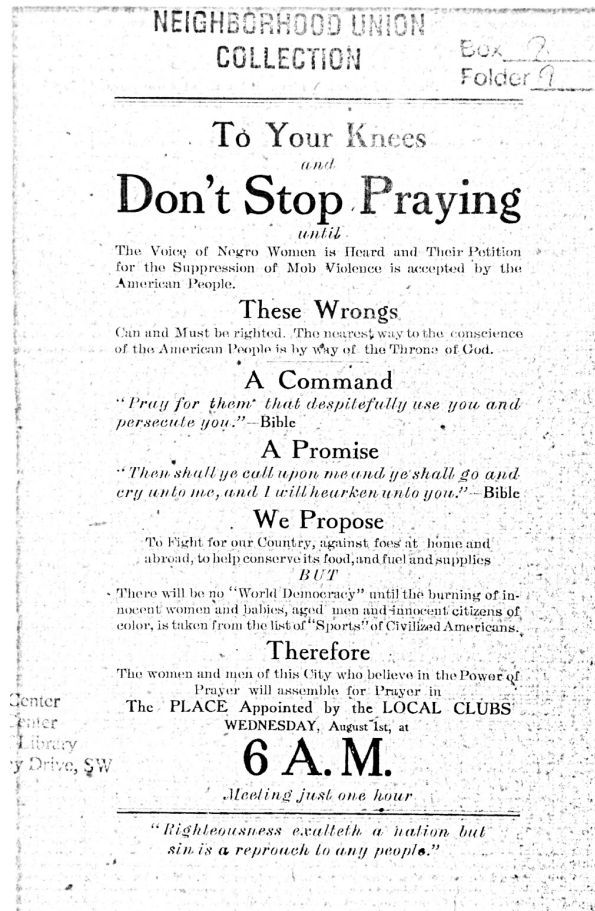 NEIGHBORHOOD UNION
COLLECTION
Box 9
Folder 9
To Your Knees
and
Don't Stop Praying
until
The Voice of Negro Women is Heard and Their Petition
for the Suppression of Mob Violence is accepted by the
American People.
These Wrongs
Can and Must be righted. The nearest way to the conscience
of the American People is by way of the Throne of God.
A Command
"Pray for them that despitefully use you and
persecute you."—Bible
A Promise
"Then shall ye call upon me and ye shall go and
cry unto me, and I will hearken unto you."—Bible
We Propose
To Fight for our Country, against foes at home and
abroad, to help conserve its food, and fuel and supplies
BUT
There will be no "World Democracy" until the burning of in-
nocent women and babies, aged men and innocent citizens of
color, is taken from the list of "Sports" of Civilized Americans.
Therefore
The women and men of this City who believe in the Power of
Prayer will assemble for Prayer in
The PLACE Appointed by the LOCAL CLUBS
WEDNESDAY, August 1st, at
6 A. M.
Meeting just one hour
Center
Center
Library
y Drive, SW
"Righteousness exalteth a nation but
sin is a reproach to any people."